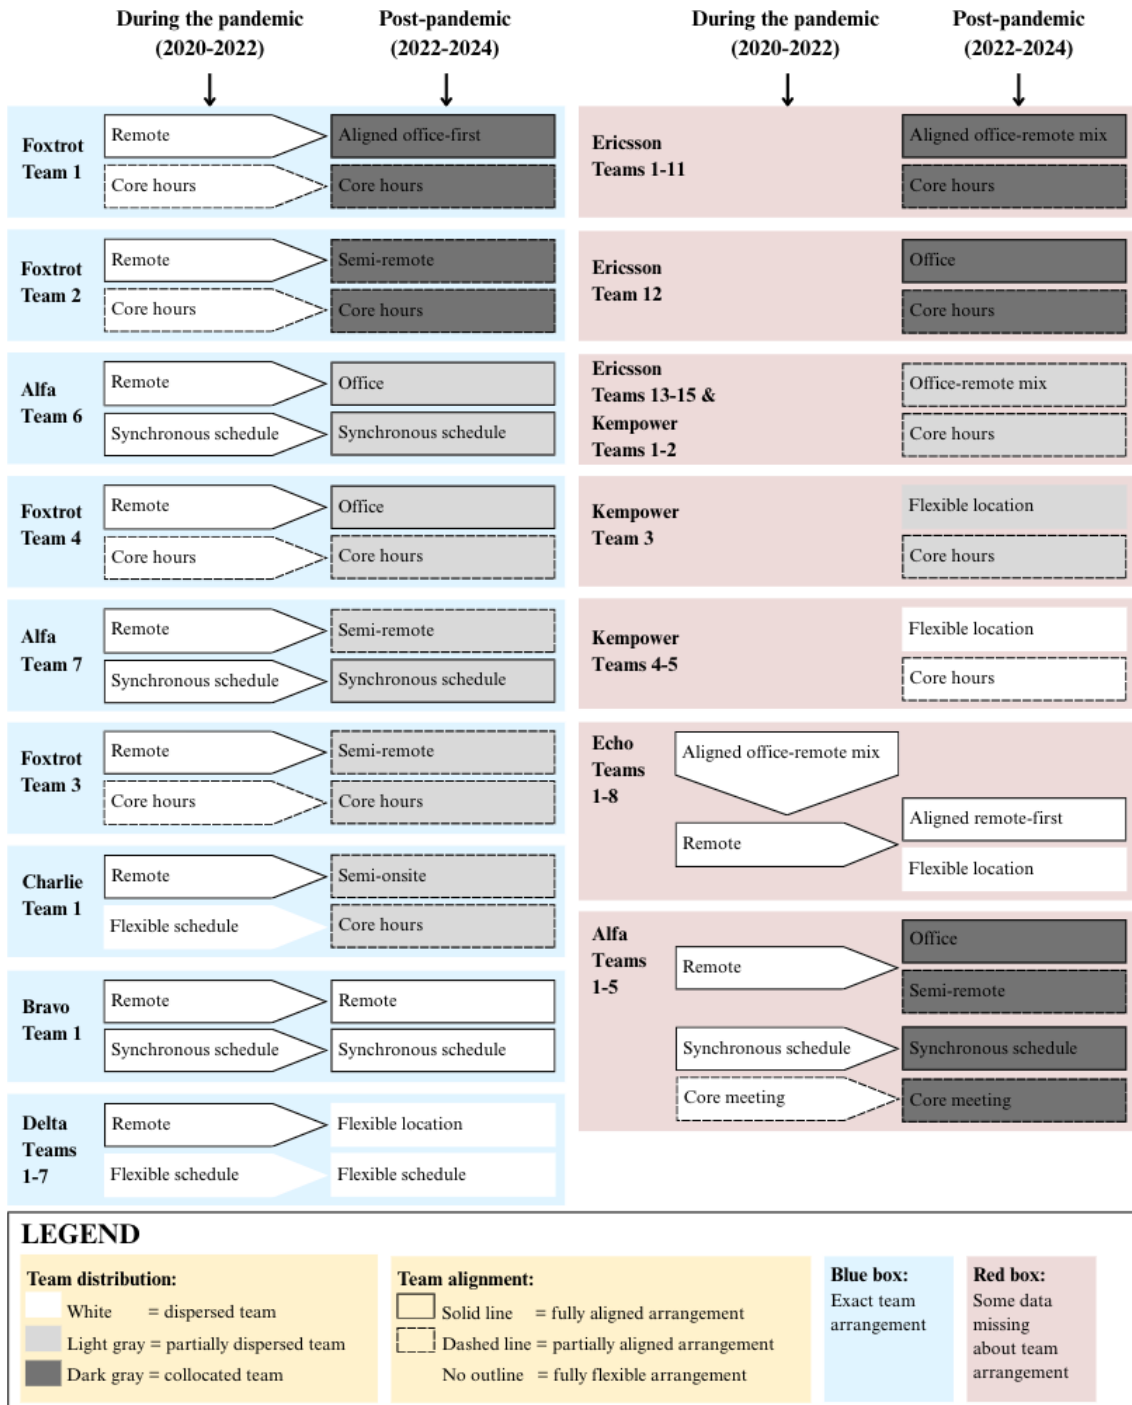 During the pandemic
(2020-2022)
Post-pandemic
(2022-2024)
Foxtrot
Team 1
Remote
Aligned office-first
Core hours
Core hours
Foxtrot
Team 2
Remote
Semi-remote
Core hours
Core hours
Alfa
Team 6
Remote
Office
Synchronous schedule
Synchronous schedule
Foxtrot
Team 4
Remote
Office
Core hours
Core hours
Alfa
Team 7
Remote
Semi-remote
Synchronous schedule
Synchronous schedule
Foxtrot
Team 3
Remote
Semi-remote
Core hours
Core hours
Charlie
Team 1
Remote
Semi-onsite
Flexible schedule
Core hours
Bravo
Team 1
Remote
Remote
Synchronous schedule
Synchronous schedule
Delta
Teams
1-7
Remote
Flexible location
Flexible schedule
Flexible schedule
During the pandemic
(2020-2022)
Post-pandemic
(2022-2024)
Ericsson
Teams 1-11
Aligned office-remote mix
Core hours
Ericsson
Team 12
Office
Core hours
Ericsson
Teams 13-15 &
Kempower
Teams 1-2
Office-remote mix
Core hours
Kempower
Team 3
Flexible location
Core hours
Kempower
Teams 4-5
Flexible location
Core hours
Echo
Teams
1-8
Aligned office-remote mix
Remote
Aligned remote-first
Flexible location
Alfa
Teams
1-5
Remote
Office
Semi-remote
Synchronous schedule
Synchronous schedule
Core meeting
Core meeting
LEGEND
Team distribution:
White = dispersed team
Light gray = partially dispersed team
Dark gray = collocated team
Team alignment:
Solid line = fully aligned arrangement
Dashed line = partially aligned arrangement
No outline = fully flexible arrangement
Blue box:
Exact team
arrangement
Red box:
Some data
missing
about team
arrangement